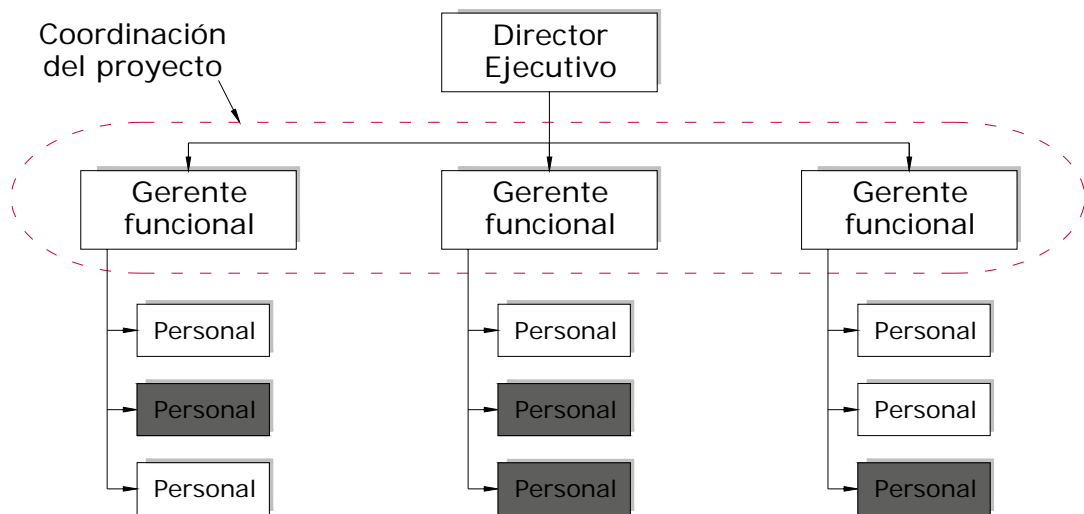 Coordinación
del proyecto
Director
Ejecutivo
Gerente
funcional
Gerente
funcional
Gerente
funcional
Personal
Personal
Personal
Personal
Personal
Personal
Personal
Personal
Personal